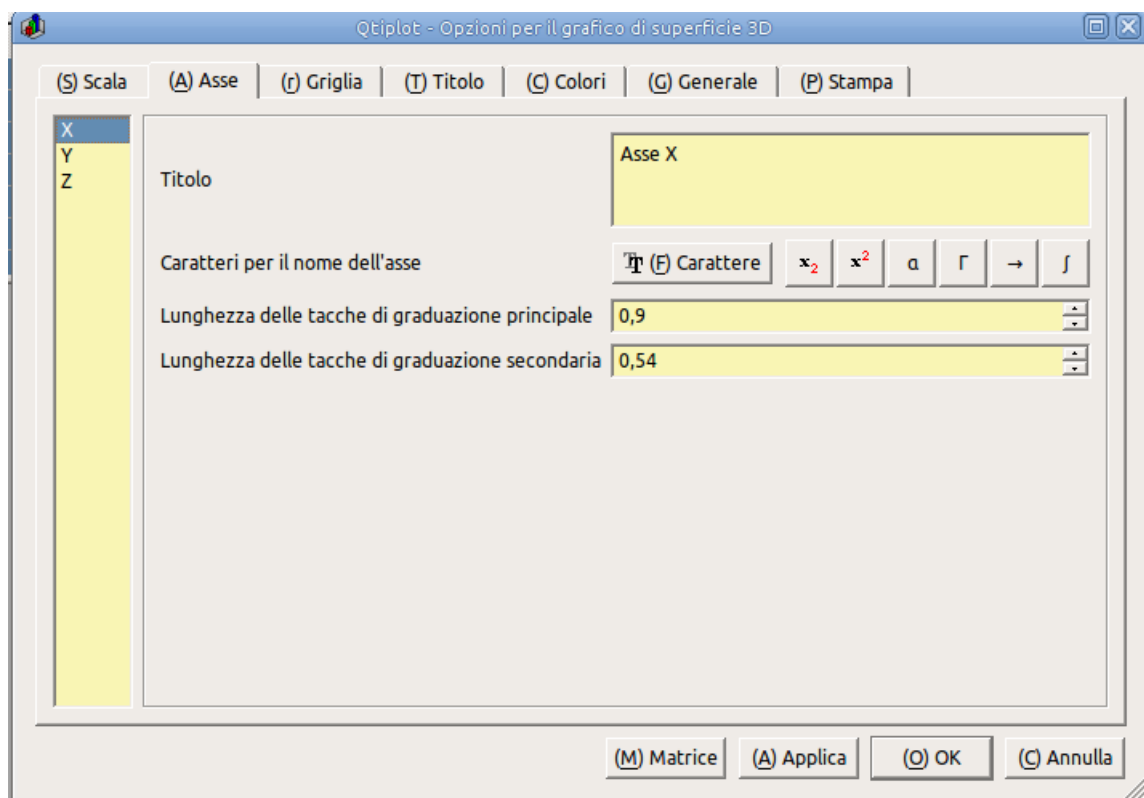 Qtiplot - Opzioni per il grafico di superficie 3D
(S) Scala (A) Asse (r) Griglia (T) Titolo (C) Colori (G) Generale (P) Stampa
X
Y
Z
Titolo
Asse X
Caratteri per il nome dell'asse (F) Carattere x₂ x² α Γ → ∫
Lunghezza delle tacche di graduazione principale 0,9
Lunghezza delle tacche di graduazione secondaria 0,54
(M) Matrice (A) Applica (O) OK (C) Annulla